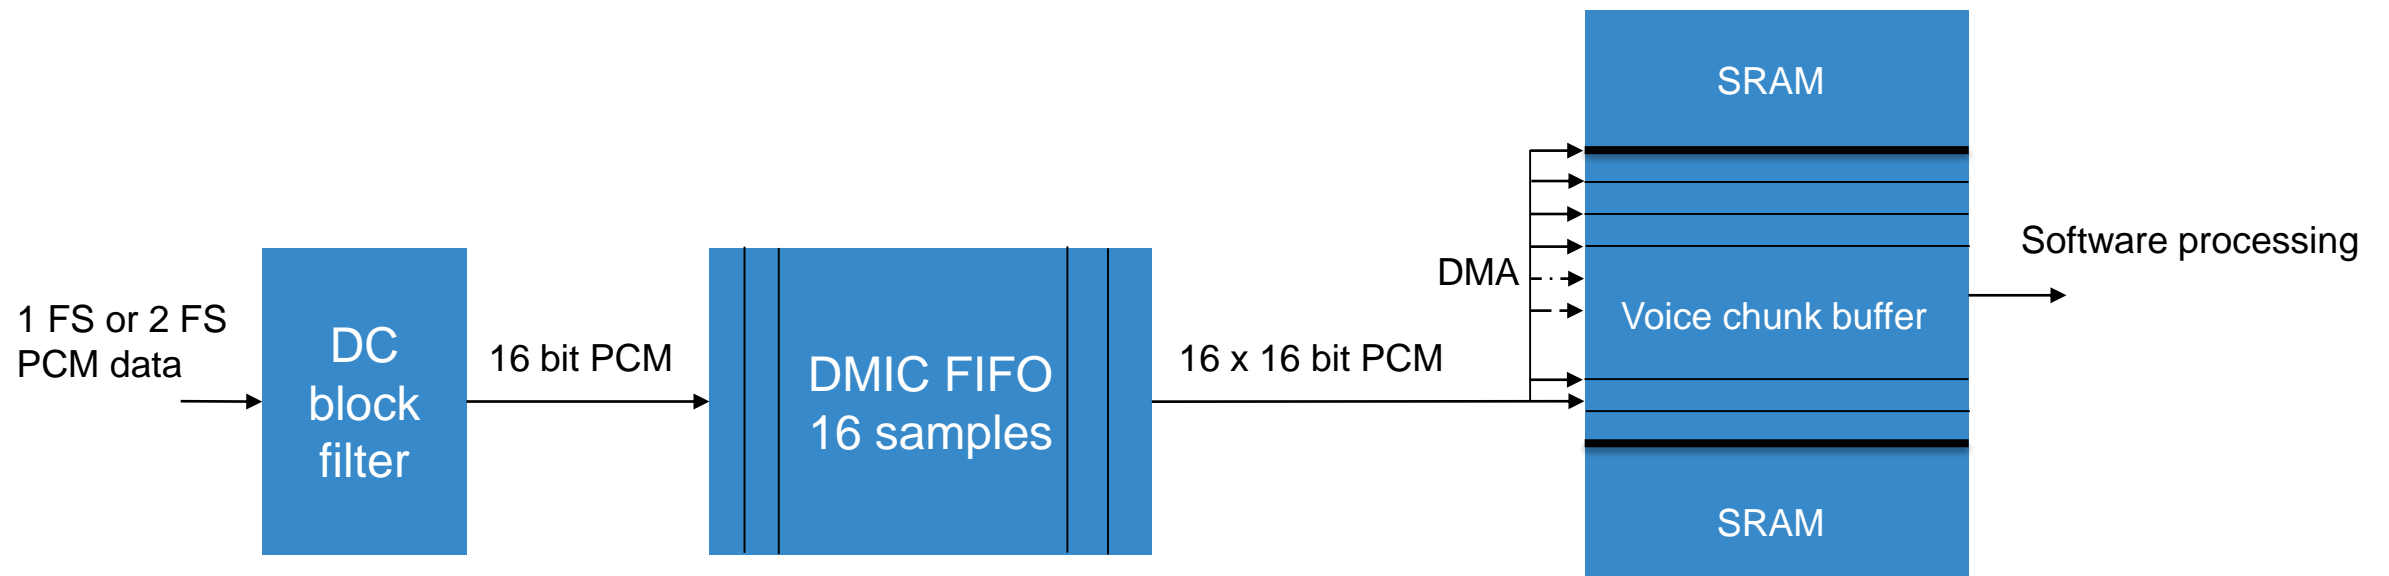 1 FS or 2 FS
PCM data
DC
block
filter
16 bit PCM
DMIC FIFO
16 samples
16 x 16 bit PCM
DMA
SRAM
Voice chunk buffer
SRAM
Software processing